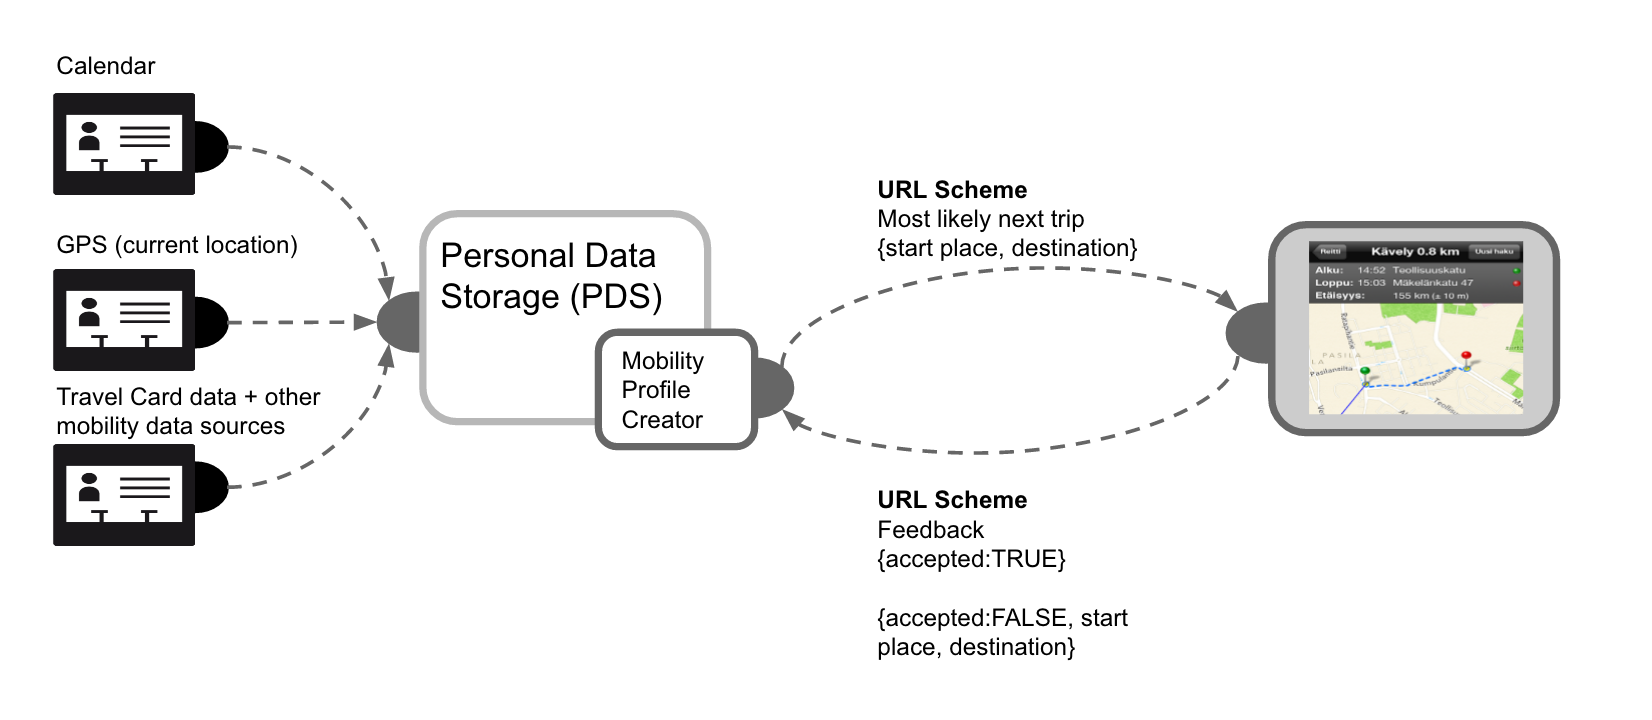 Calendar
GPS (current location)
Travel Card data + other
mobility data sources
Personal Data
Storage (PDS)
Mobility
Profile
Creator
URL Scheme
Most likely next trip
{start place, destination}
URL Scheme
Feedback
{accepted:TRUE}
{accepted:FALSE, start
place, destination}
Reitti Kävely 0.8 km Uusi haku
Alku: 14:52 Teollisuuskatu
Loppu: 15:03 Mäkelänkatu 47
Etäisyys: 155 km (± 10 m)
Ratapihantie
PASILA
Pasilansilta